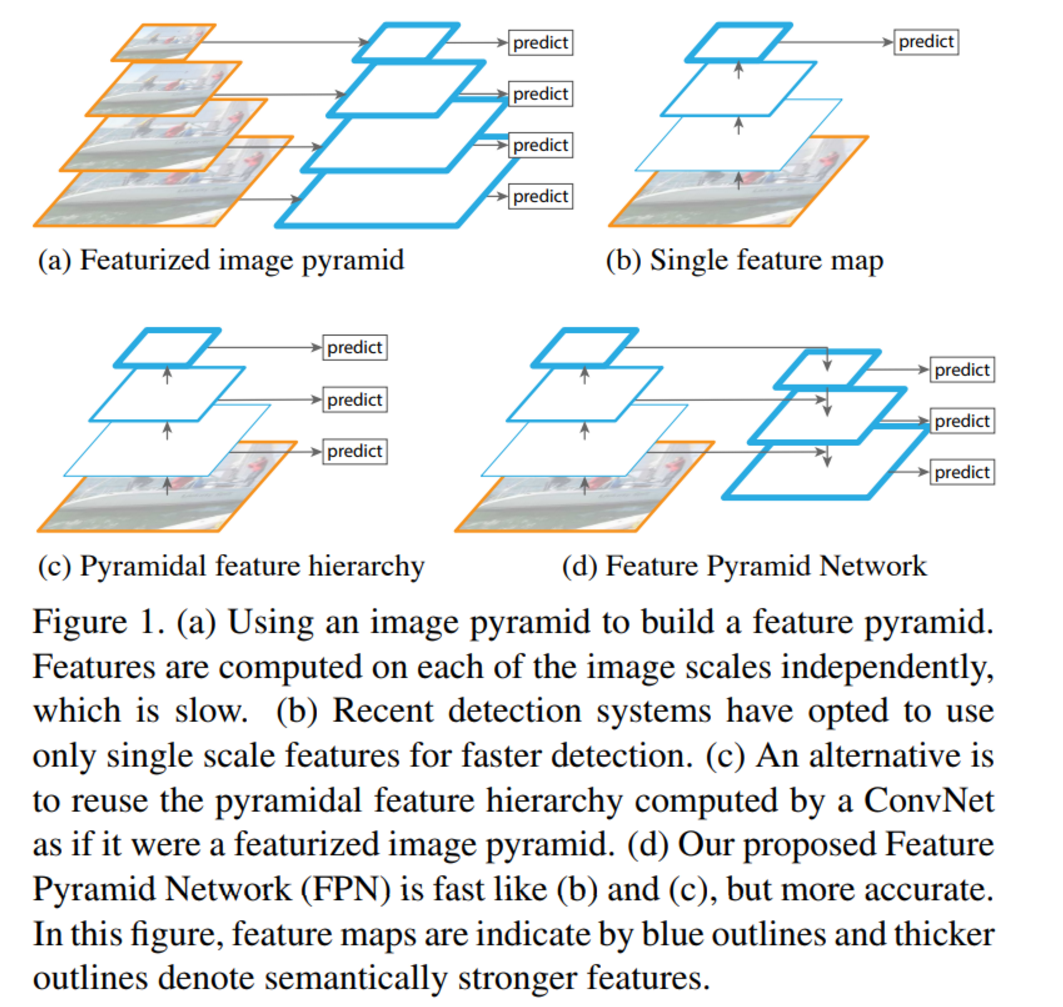 predict
predict
predict
predict
predict
(a) Featurized image pyramid
(b) Single feature map
predict
predict
predict
predict
predict
predict
(c) Pyramidal feature hierarchy
(d) Feature Pyramid Network
Figure 1. (a) Using an image pyramid to build a feature pyramid.
Features are computed on each of the image scales independently,
which is slow. (b) Recent detection systems have opted to use
only single scale features for faster detection. (c) An alternative is
to reuse the pyramidal feature hierarchy computed by a ConvNet
as if it were a featurized image pyramid. (d) Our proposed Feature
Pyramid Network (FPN) is fast like (b) and (c), but more accurate.
In this figure, feature maps are indicate by blue outlines and thicker
outlines denote semantically stronger features.